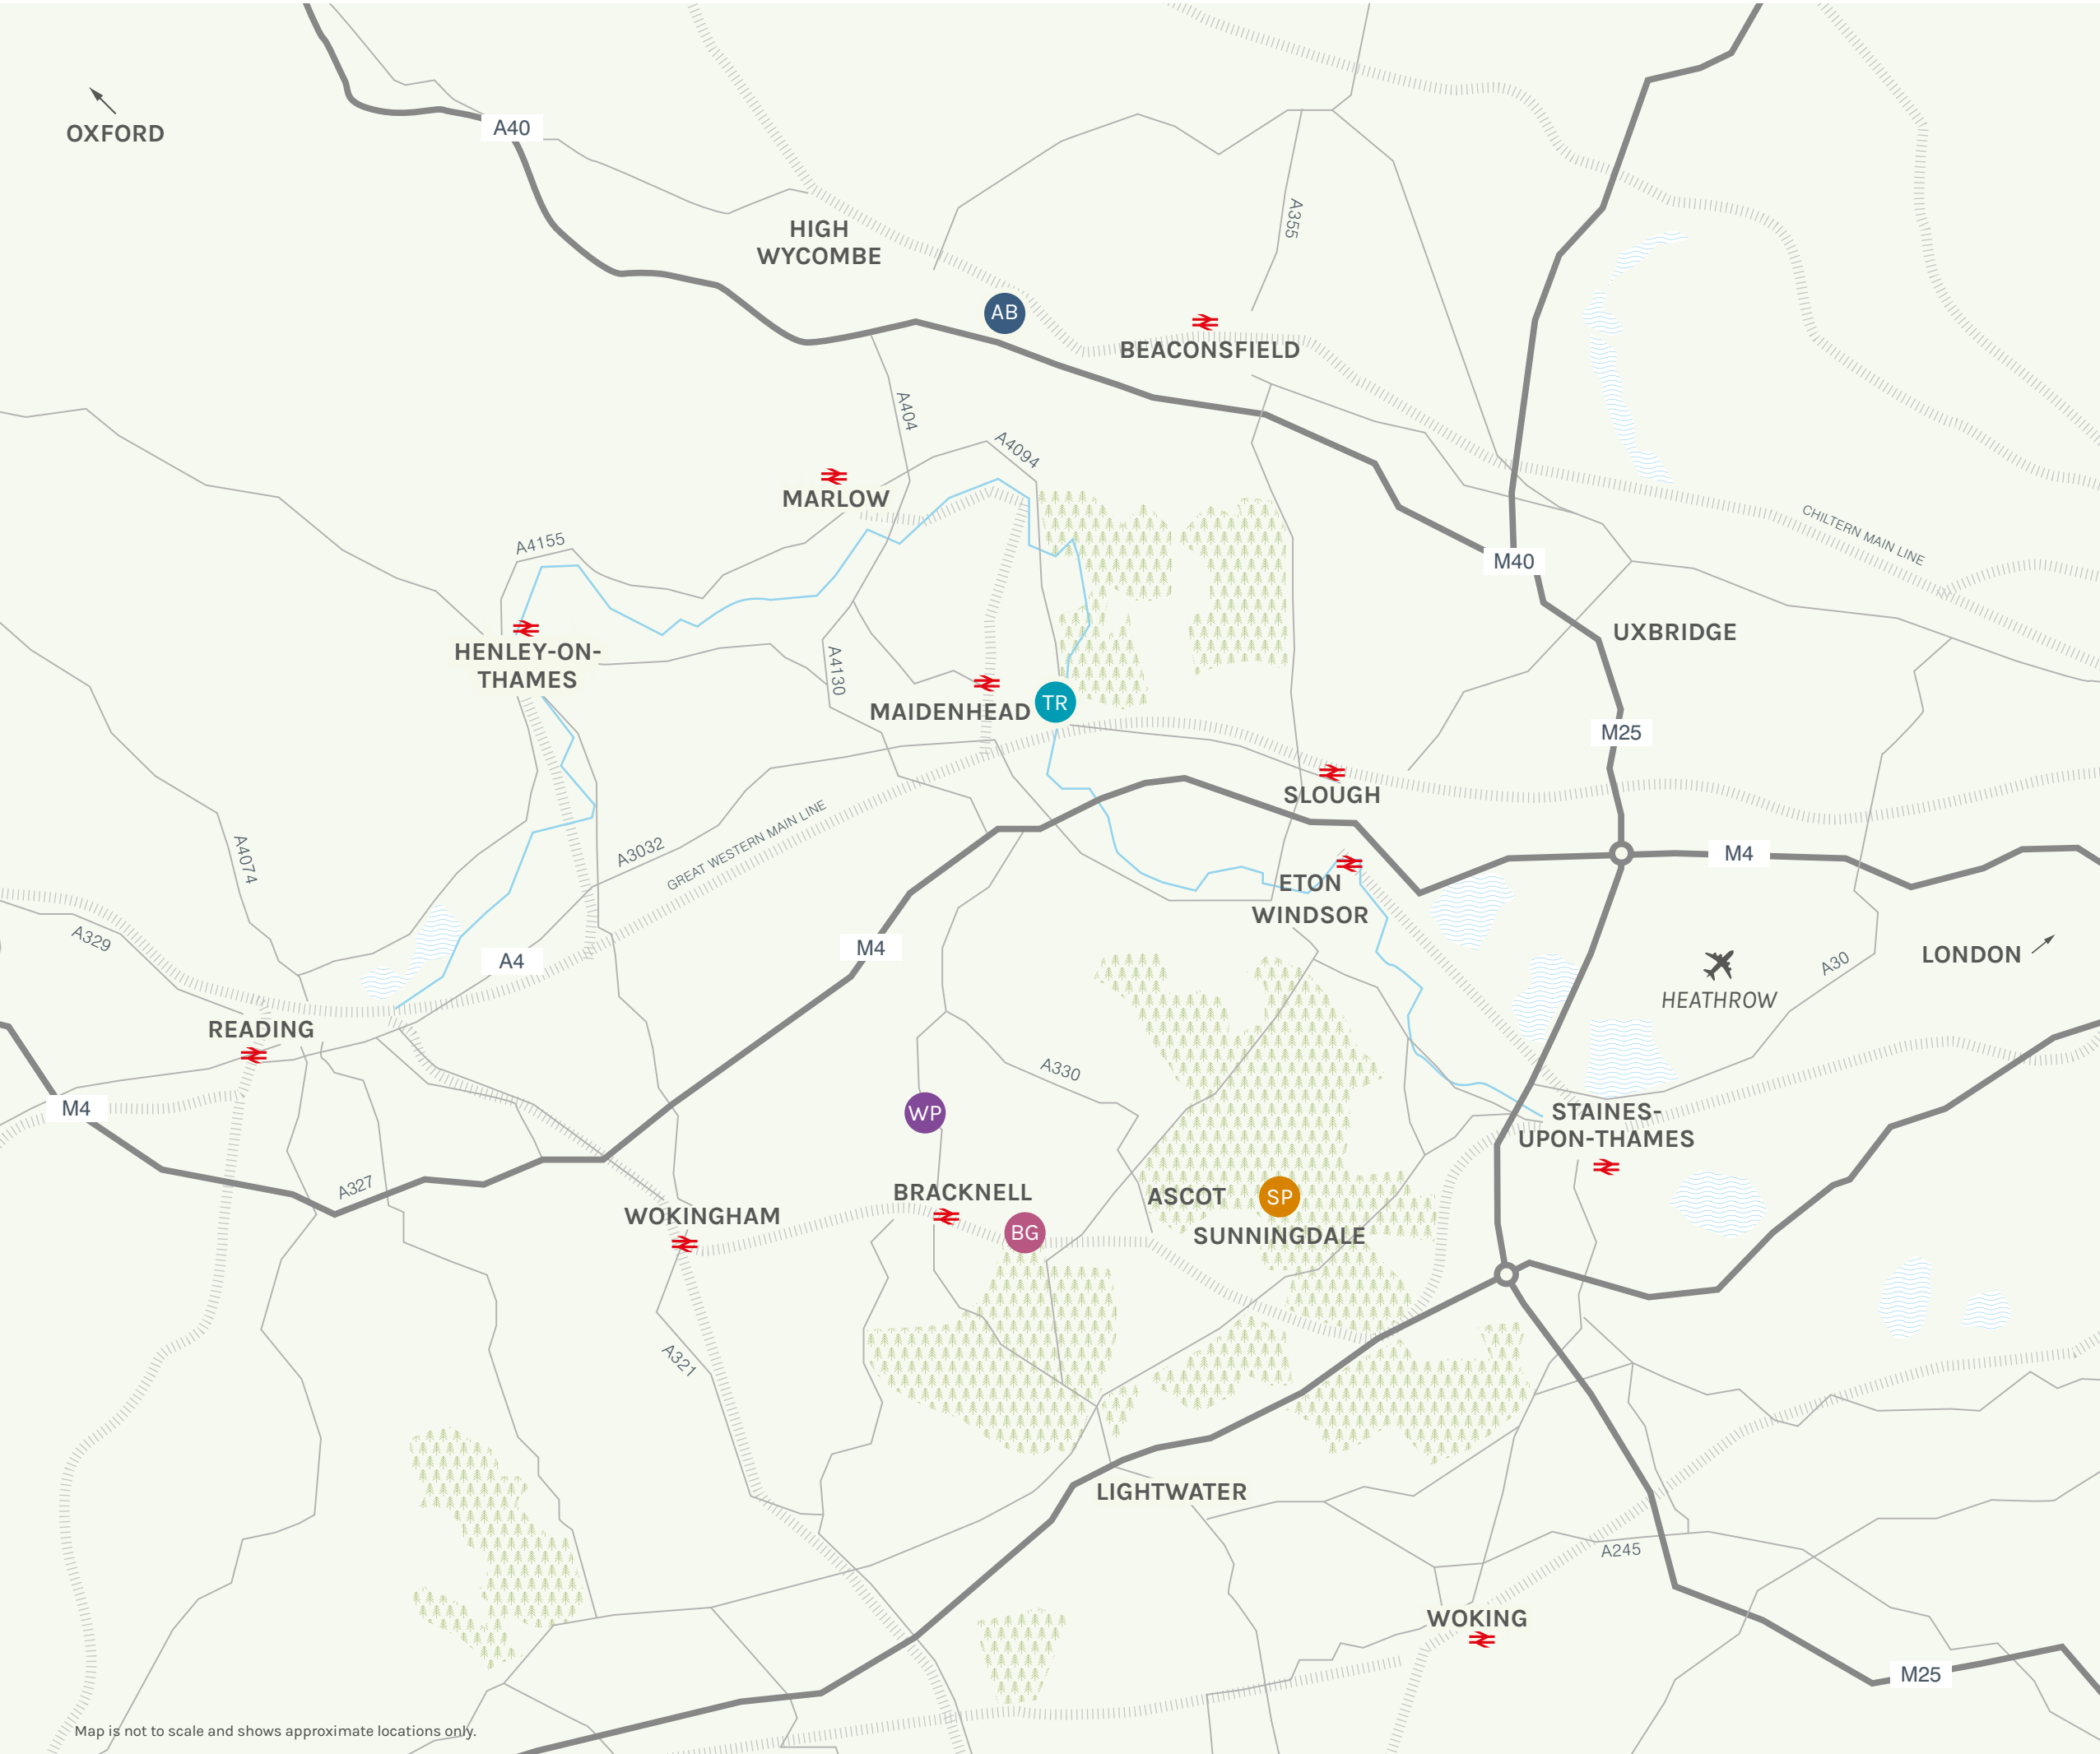 A40
OXFORD
HIGH
WYCOMBE
A355
AB
BEACONSFIELD
A404
A4094
MARLOW
CHILTERN MAIN LINE
A4155
M40
UXBRIDGE
HENLEY-ON-
THAMES
A4130
MAIDENHEAD
TR
M25
SLOUGH
A3032
GREAT WESTERN MAIN LINE
A4074
M4
ETON
WINDSOR
A329
A4
M4
LONDON
A30
HEATHROW
READING
A330
M4
WP
STAINES-
UPON-THAMES
A327
BRACKNELL
ASCOT
SP
WOKINGHAM
BG
SUNNINGDALE
A321
LIGHTWATER
A245
WOKING
M25
Map is not to scale and shows approximate locations only.